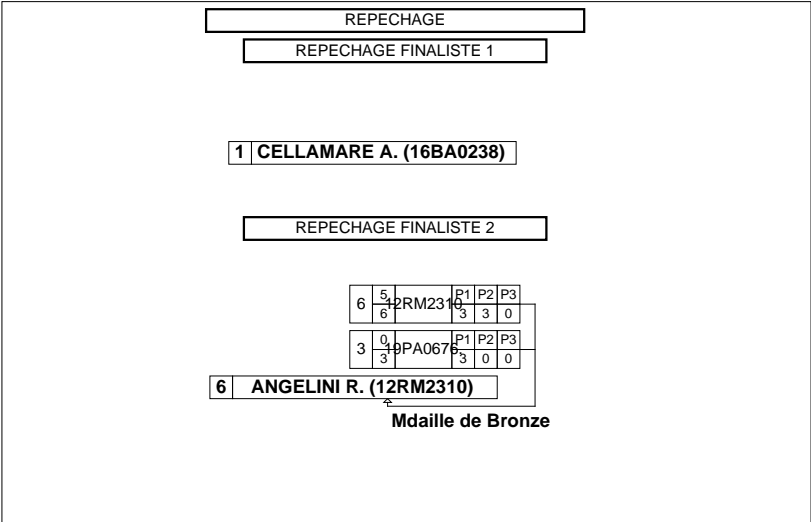 REPECHAGE
REPECHAGE FINALISTE 1
1 CELLAMARE A. (16BA0238)
REPECHAGE FINALISTE 2
6 5 12RM2310 P1 P2 P3
6 3 3 0
3 0 19PA0676, P1 P2 P3
3 3 0 0
6 ANGELINI R. (12RM2310)
Mdaille de Bronze